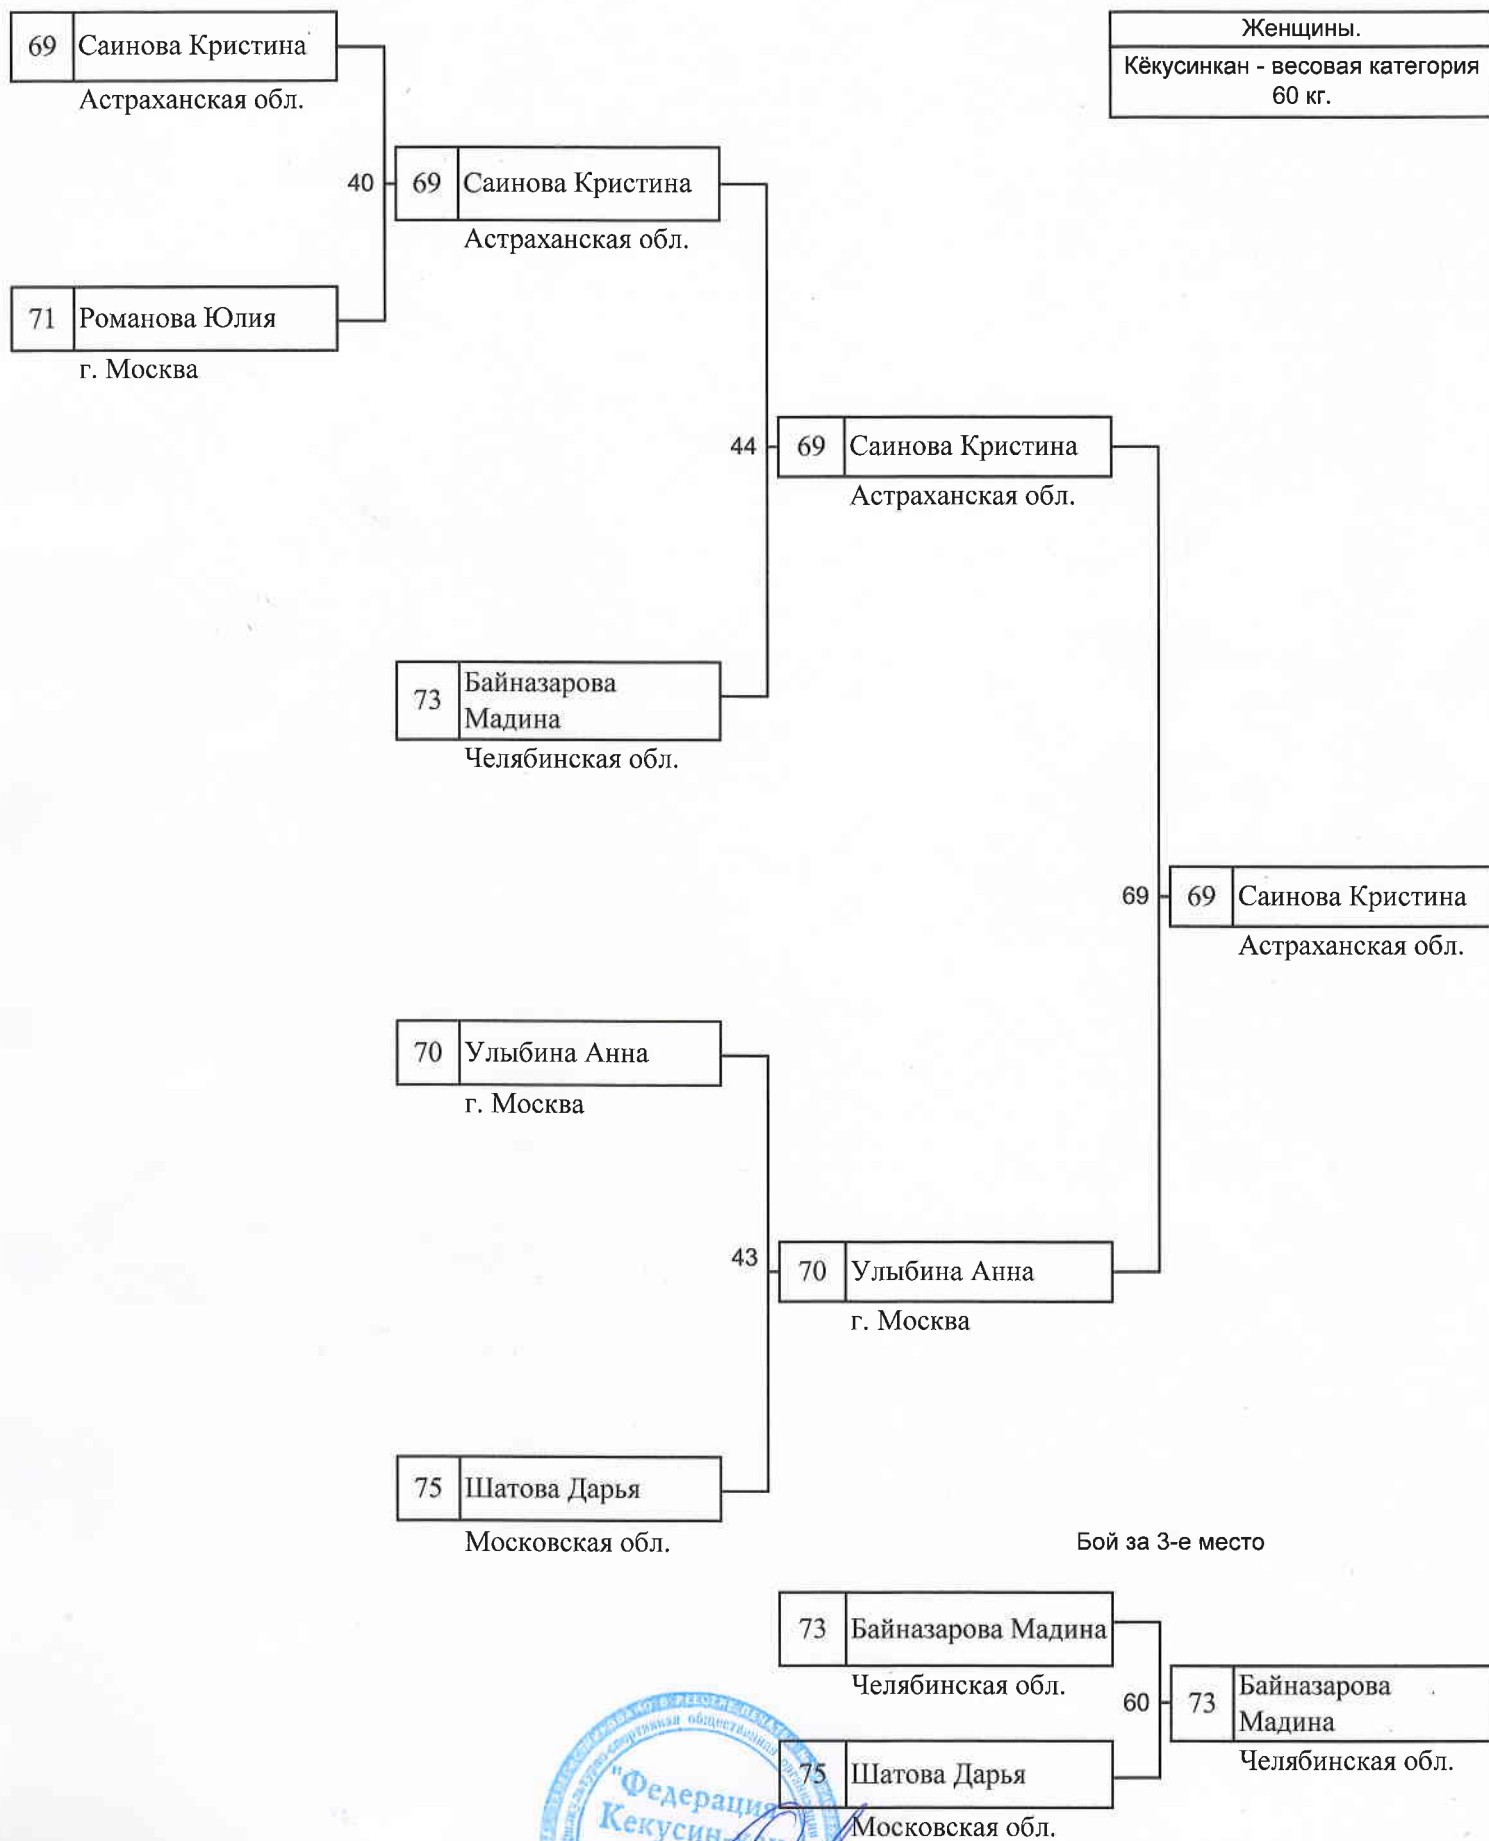 Женщины.
Кёкусинкан - весовая категория
60 кг.
69 Саинова Кристина
Астраханская обл.
40 69 Саинова Кристина
Астраханская обл.
71 Романова Юлия
г. Москва
44 69 Саинова Кристина
Астраханская обл.
73 Байназарова
Мадина
Челябинская обл.
69 69 Саинова Кристина
Астраханская обл.
70 Улыбина Анна
г. Москва
43 70 Улыбина Анна
г. Москва
75 Шатова Дарья
Московская обл.
Бой за 3-е место
73 Байназарова Мадина
Челябинская обл.
60 73 Байназарова
Мадина
Челябинская обл.
75 Шатова Дарья
Московская обл.
"Федерация